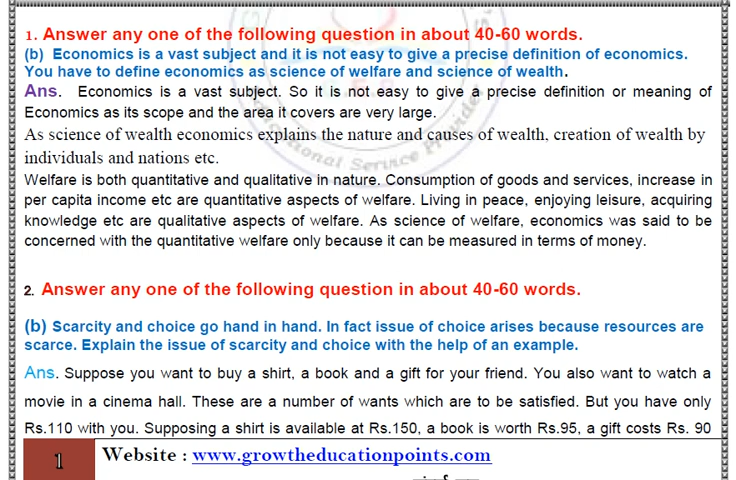 1. Answer any one of the following question in about 40-60 words.
(b) Economics is a vast subject and it is not easy to give a precise definition of economics.
You have to define economics as science of welfare and science of wealth.
Ans. Economics is a vast subject. So it is not easy to give a precise definition or meaning of
Economics as its scope and the area it covers are very large.
As science of wealth economics explains the nature and causes of wealth, creation of wealth by
individuals and nations etc.
Welfare is both quantitative and qualitative in nature. Consumption of goods and services, increase in
per capita income etc are quantitative aspects of welfare. Living in peace, enjoying leisure, acquiring
knowledge etc are qualitative aspects of welfare. As science of welfare, economics was said to be
concerned with the quantitative welfare only because it can be measured in terms of money.
2. Answer any one of the following question in about 40-60 words.
(b) Scarcity and choice go hand in hand. In fact issue of choice arises because resources are
scarce. Explain the issue of scarcity and choice with the help of an example.
Ans. Suppose you want to buy a shirt, a book and a gift for your friend. You also want to watch a
movie in a cinema hall. These are a number of wants which are to be satisfied. But you have only
Rs.110 with you. Supposing a shirt is available at Rs.150, a book is worth Rs.95, a gift costs Rs. 90
1 Website : www.growtheducationpoints.com